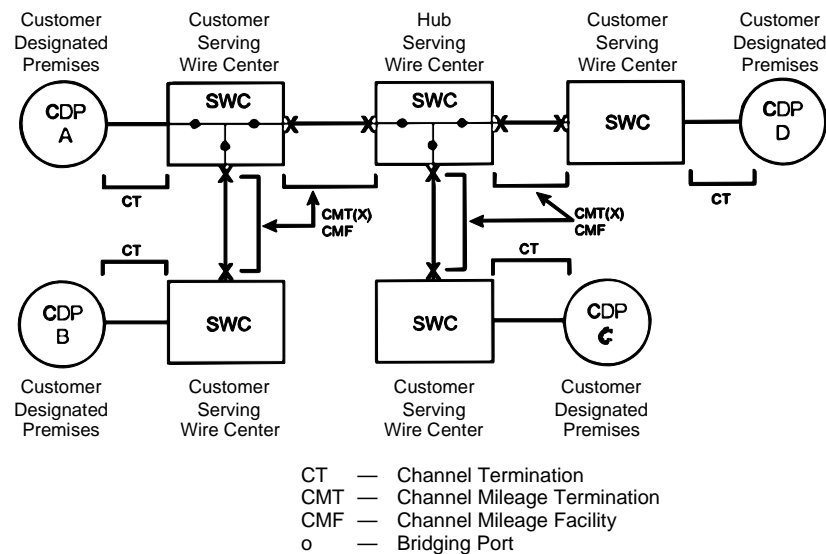 Customer
Designated
Premises
Customer
Serving
Wire Center
Hub
Serving
Wire Center
Customer
Serving
Wire Center
Customer
Designated
Premises
CDP
A
SWC
SWC
SWC
CDP
D
CT
CMT(X)
CMF
CMT(X)
CMF
CT
CT
CT
CDP
B
SWC
SWC
CDP
C
Customer
Designated
Premises
Customer
Serving
Wire Center
Customer
Serving
Wire Center
Customer
Designated
Premises
CT — Channel Termination
CMT — Channel Mileage Termination
CMF — Channel Mileage Facility
o — Bridging Port